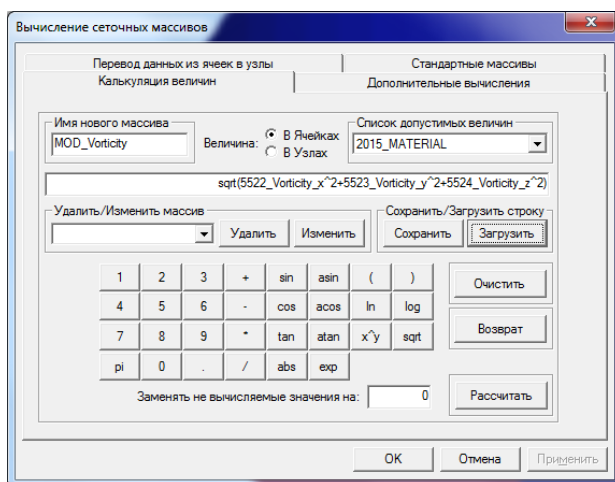 Вычисление сеточных массивов
Перевод данных из ячеек в узлы
Стандартные массивы
Калькуляция величин
Дополнительные вычисления
Имя нового массива
MOD_Vorticity
Величина:
В Ячейках
В Узлах
Список допустимых величин
2015_MATERIAL
sqrt(5522_Vorticity_x^2+5523_Vorticity_y^2+5524_Vorticity_z^2)
Удалить/Изменить массив
Удалить
Изменить
Сохранить/Загрузить строку
Сохранить
Загрузить
1 2 3 + sin asin ( )
4 5 6 - cos acos ln log
7 8 9 * tan atan x^y sqrt
pi 0 . / abs exp
Очистить
Возврат
Заменять не вычисляемые значения на: 0
Рассчитать
OK
Отмена
Применить